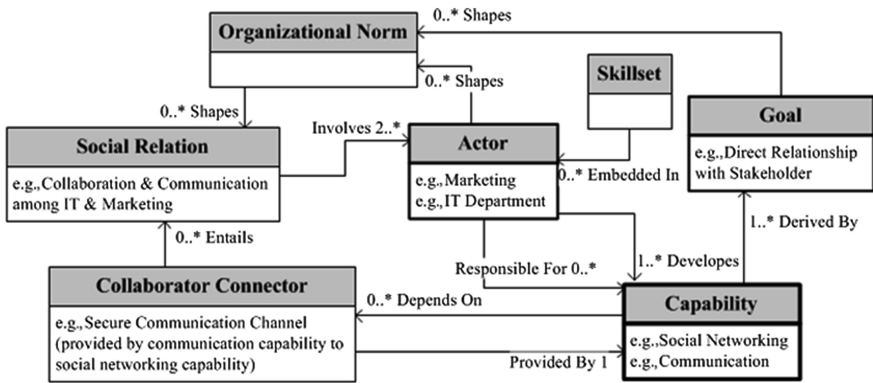 0..* Shapes
Organizational Norm
0..* Shapes
Skillset
0..* Shapes
Involves 2..*
Goal
Social Relation
Actor
e.g.,Collaboration & Communication
among IT & Marketing
e.g.,Marketing
e.g.,IT Department
0..* Embedded In
e.g.,Direct Relationship
with Stakeholder
0..* Entails
1..* Derived By
Responsible For 0..*
1..* Developes
Collaborator Connector
0..* Depends On
Capability
e.g.,Secure Communication Channel
(provided by communication capability to
social networking capability)
e.g.,Social Networking
e.g.,Communication
Provided By 1